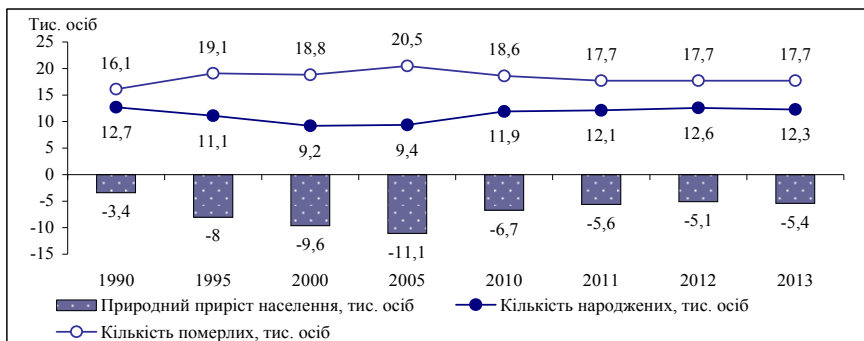 Тис. осіб
25
20
15
10
5
0
-5
-10
-15
16,1 19,1 18,8 20,5 18,6 17,7 17,7 17,7
12,7 11,1 9,2 9,4 11,9 12,1 12,6 12,3
-3,4 -8 -9,6 -11,1 -6,7 -5,6 -5,1 -5,4
1990 1995 2000 2005 2010 2011 2012 2013
Природний приріст населення, тис. осіб Кількість народжених, тис. осіб
Кількість померлих, тис. осіб